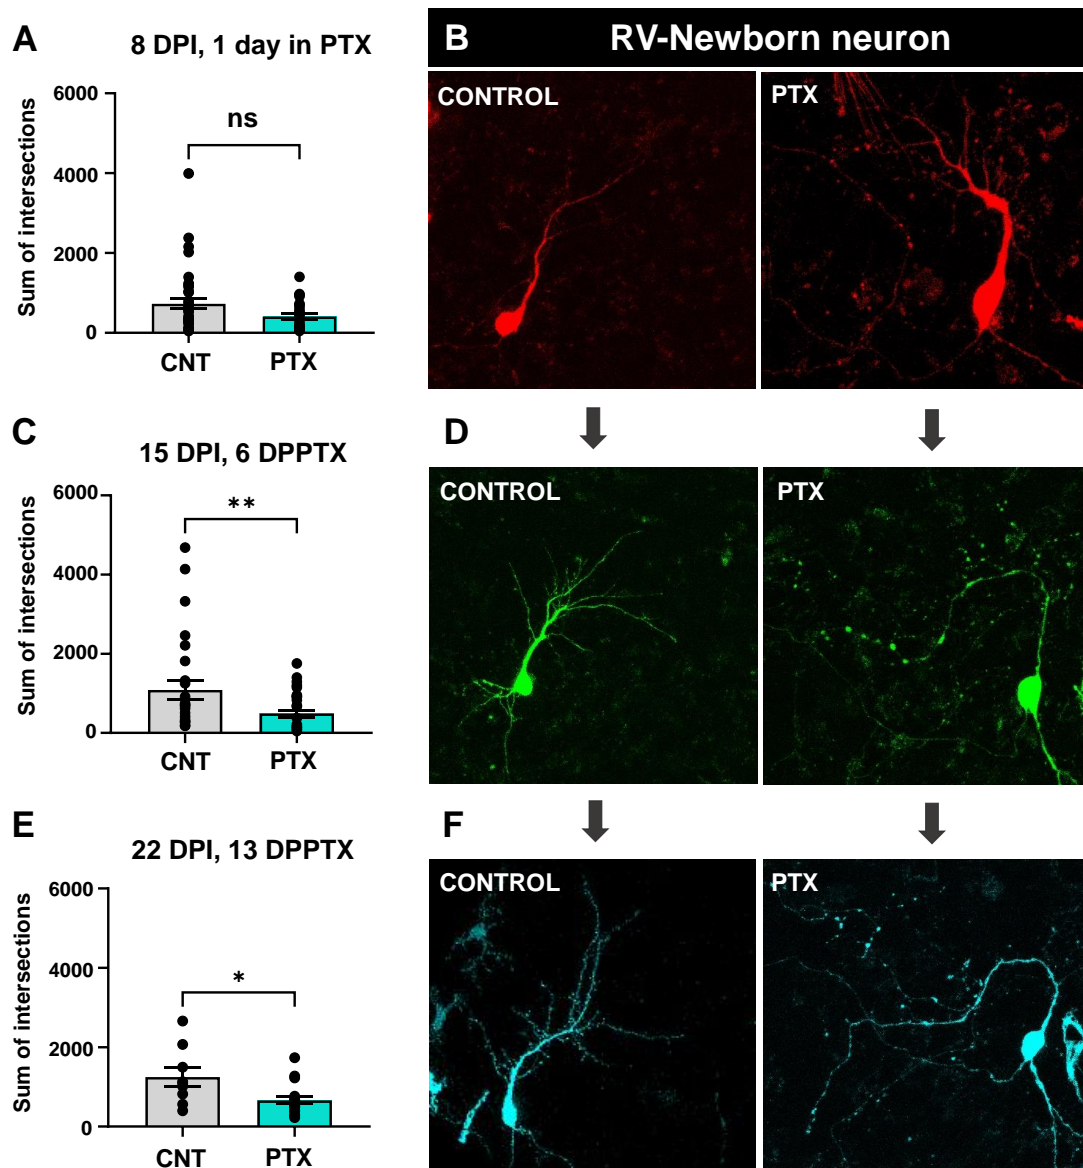 A
8 DPI, 1 day in PTX
Sum of intersections
6000
4000
2000
0
ns
CNT
PTX
B
RV-Newborn neuron
CONTROL
PTX
C
15 DPI, 6 DPPTX
Sum of intersections
6000
4000
2000
0
**
CNT
PTX
D
CONTROL
PTX
E
22 DPI, 13 DPPTX
Sum of intersections
6000
4000
2000
0
*
CNT
PTX
F
CONTROL
PTX